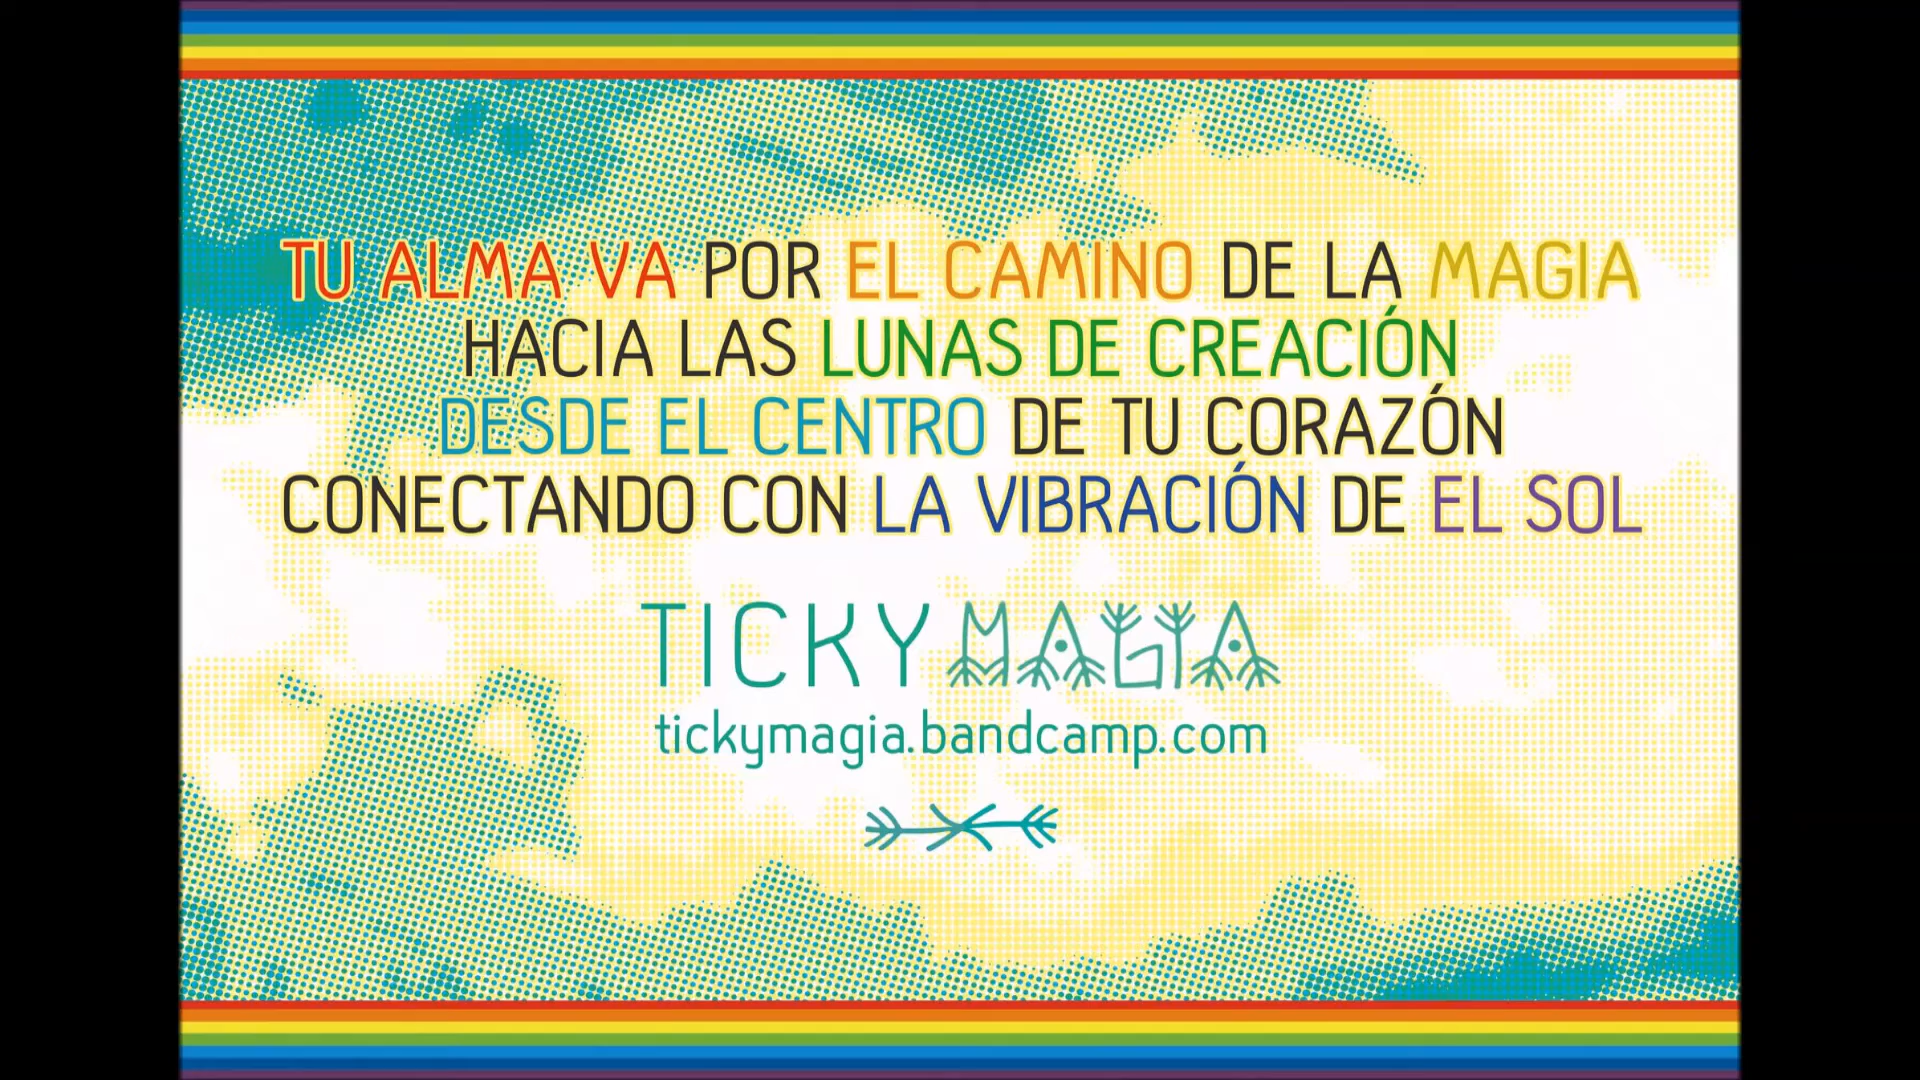 TU ALMA VA POR EL CAMINO DE LA MAGIA
HACIA LAS LUNAS DE CREACIÓN
DESDE EL CENTRO DE TU CORAZÓN
CONECTANDO CON LA VIBRACIÓN DE EL SOL
TICKY MAGIA
tickymagia.bandcamp.com